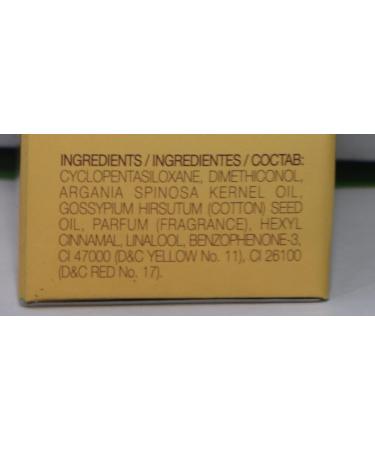 INGREDIENTS / INGREDIENTES / СОСТАВ:
CYCLOPENTASILOXANE, DIMETHICONOL,
ARGANIA SPINOSA KERNEL OIL,
GOSSYPIUM HIRSUTUM (COTTON) SEED
OIL, PARFUM (FRAGRANCE), HEXYL
CINNAMAL, LINALOOL, BENZOPHENONE-3,
CI 47000 (D&C YELLOW No. 11), CI 26100
(D&C RED No. 17).